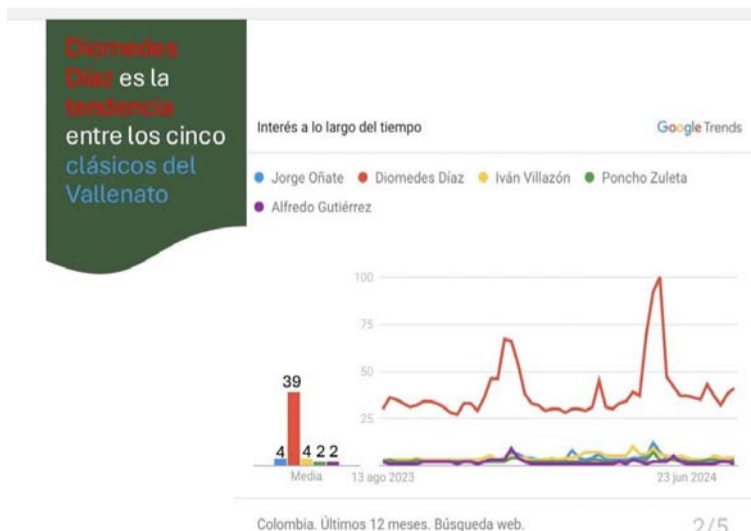 Diomedes
Díaz es la
tendencia
entre los cinco
clásicos del
Vallenato
Interés a lo largo del tiempo
Google Trends
Jorge Oñate Diomedes Díaz Iván Villazón Poncho Zuleta
Alfredo Gutiérrez
100
75
50
25
39
4 4 2 2
Media
13 ago 2023 23 jun 2024
Colombia. Últimos 12 meses. Búsqueda web.
2/5